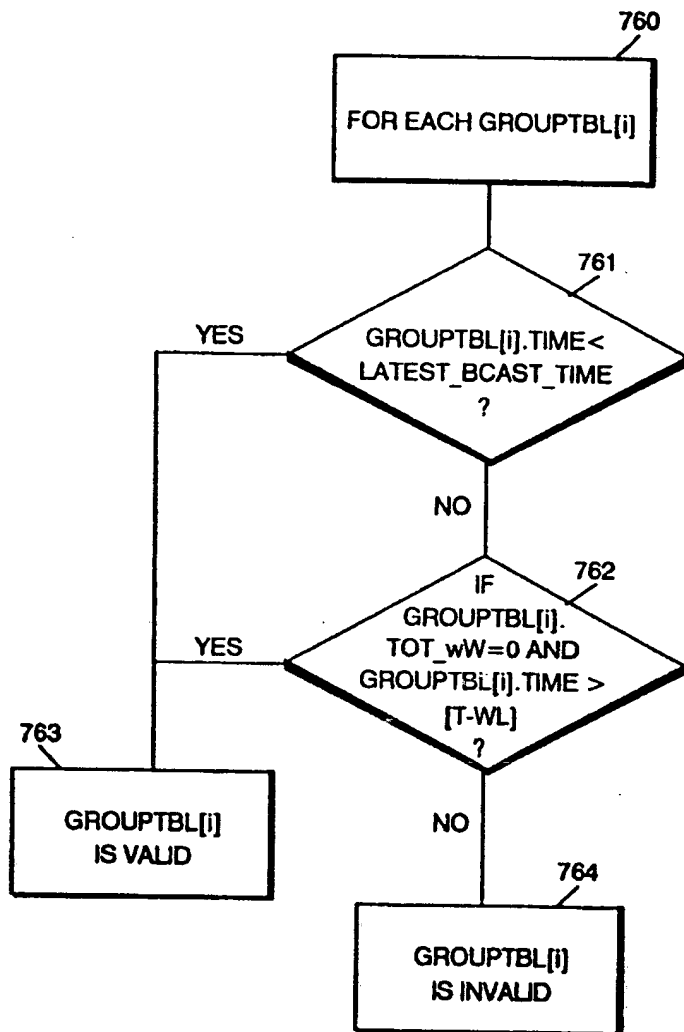 760
FOR EACH GROUPTBL[i]
761
YES
GROUPTBL[i].TIME<
LATEST_BCAST_TIME
?
NO
762
IF
GROUPTBL[i].
TOT_wW=0 AND
GROUPTBL[i].TIME >
[T-WL]
?
YES
763
GROUPTBL[i]
IS VALID
NO
764
GROUPTBL[i]
IS INVALID